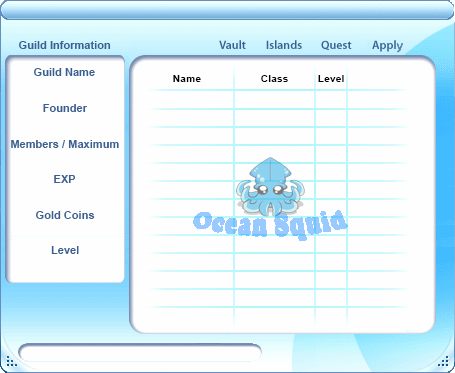 Guild Information
Vault Islands Quest Apply
Guild Name
Founder
Members / Maximum
EXP
Gold Coins
Level
Name Class Level
Ocean Squid